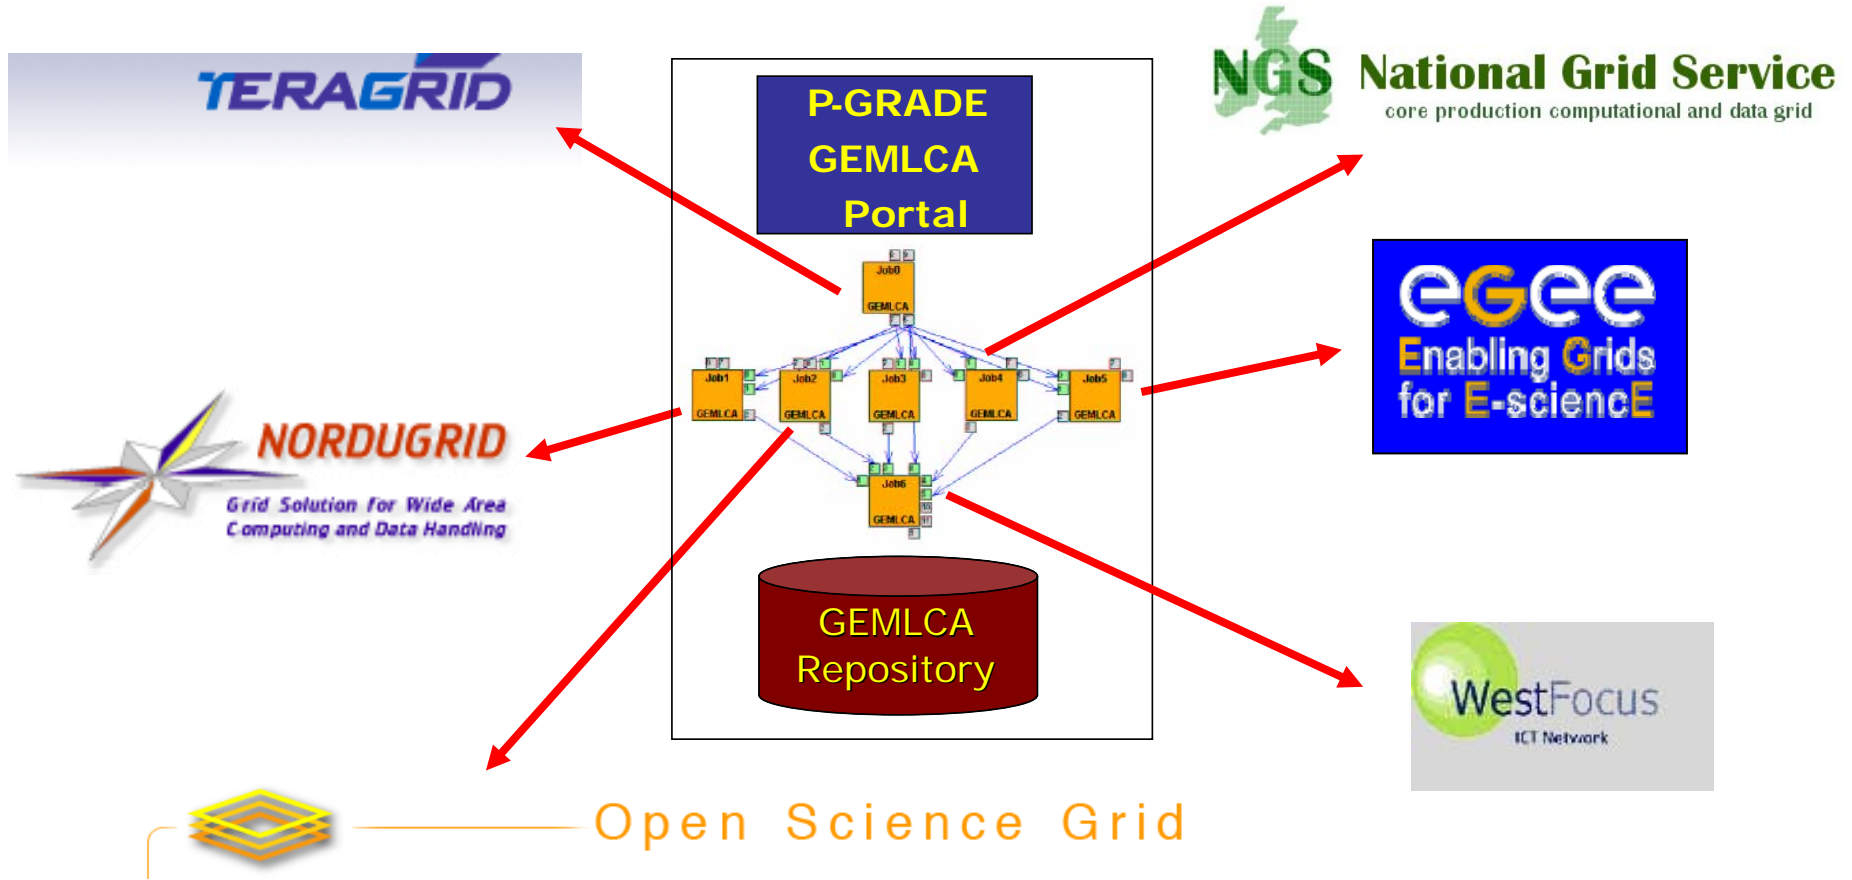 TERAGRID
P-GRADE
GEMLCA
Portal
NGS National Grid Service
core production computational and data grid
Job0
GEMLCA
egee
Enabling Grids
for E-sciencE
Job1
GEMLCA
Job2
GEMLCA
Job3
GEMLCA
Job4
GEMLCA
Job5
GEMLCA
NORDUGRID
Grid Solution for Wide Area
Computing and Data Handling
Job6
GEMLCA
GEMLCA
Repository
WestFocus
ICT Network
Open Science Grid